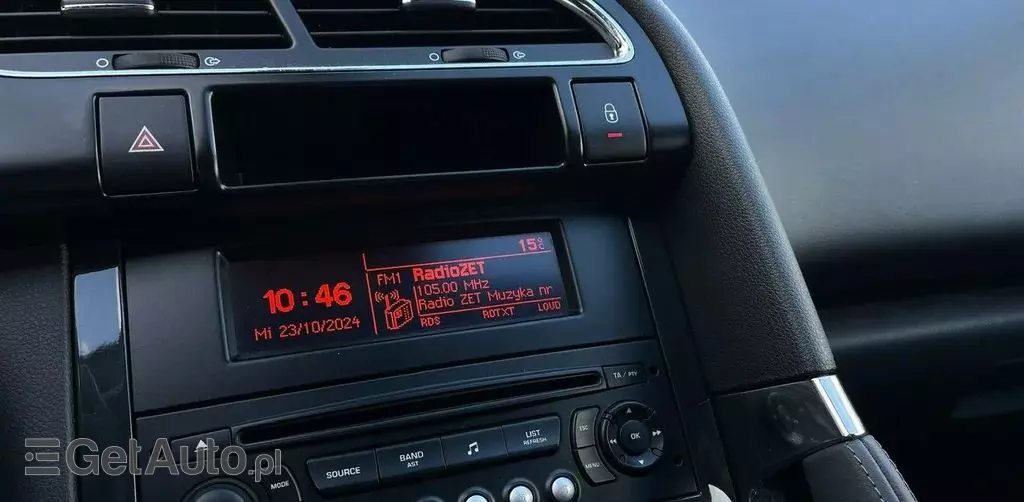 15°C
FM1 RadioZET
10:46
105.00 MHz
Radio ZET Muzyka nr
Mi 23/10/2024
RDS RDTXT LOUD
TA / PTY
SOURCE
BAND
AST
LIST
REFRESH
ESC
OK
MODE
MENU
GetAuto.pl